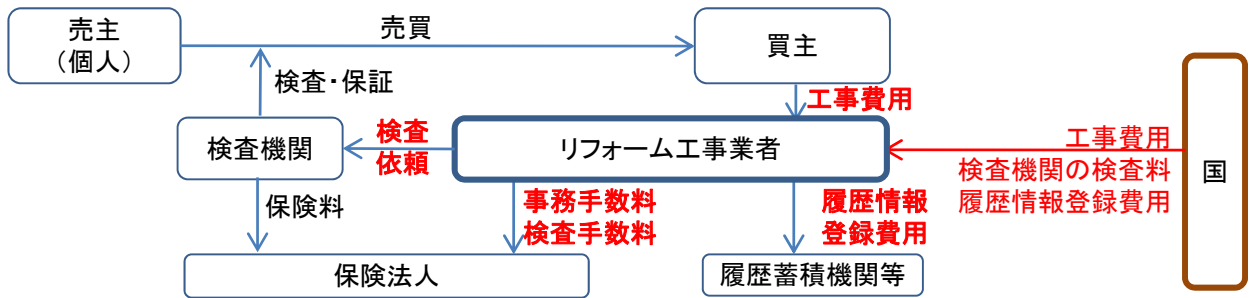 売主
（個人）
売買
買主
検査・保証
工事費用
検査機関
検査
依頼
リフォーム工事業者
工事費用
検査機関の検査料
履歴情報登録費用
国
保険料
事務手数料
検査手数料
履歴情報
登録費用
保険法人
履歴蓄積機関等